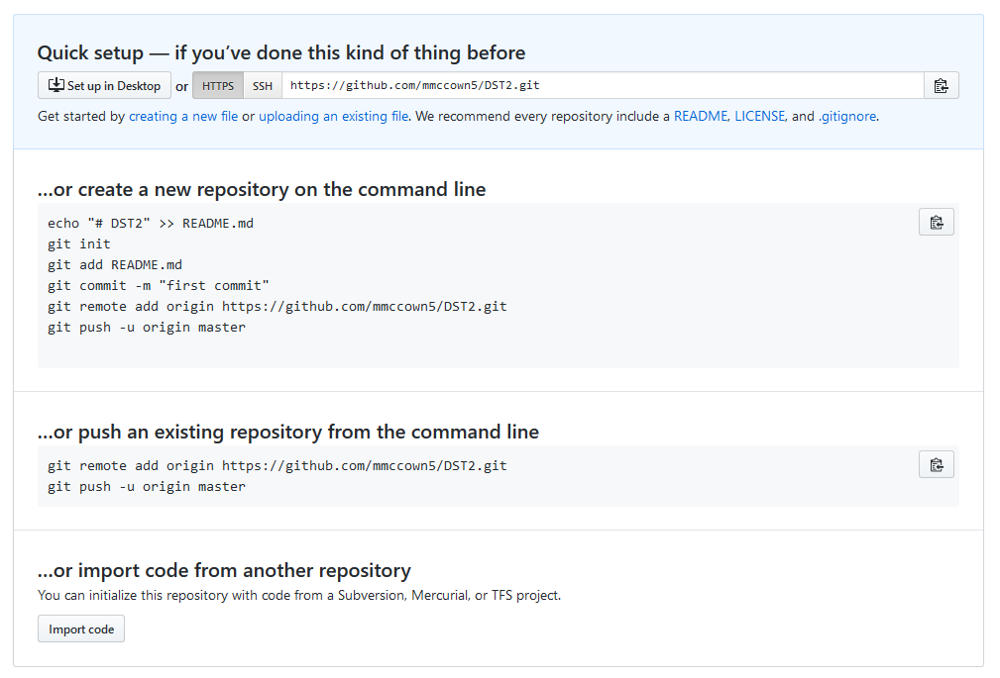 Quick setup — if you’ve done this kind of thing before
Set up in Desktop or HTTPS SSH https://github.com/mmccown5/DST2.git
Get started by creating a new file or uploading an existing file. We recommend every repository include a README, LICENSE, and .gitignore.
…or create a new repository on the command line
echo "# DST2" >> README.md
git init
git add README.md
git commit -m "first commit"
git remote add origin https://github.com/mmccown5/DST2.git
git push -u origin master
…or push an existing repository from the command line
git remote add origin https://github.com/mmccown5/DST2.git
git push -u origin master
…or import code from another repository
You can initialize this repository with code from a Subversion, Mercurial, or TFS project.
Import code